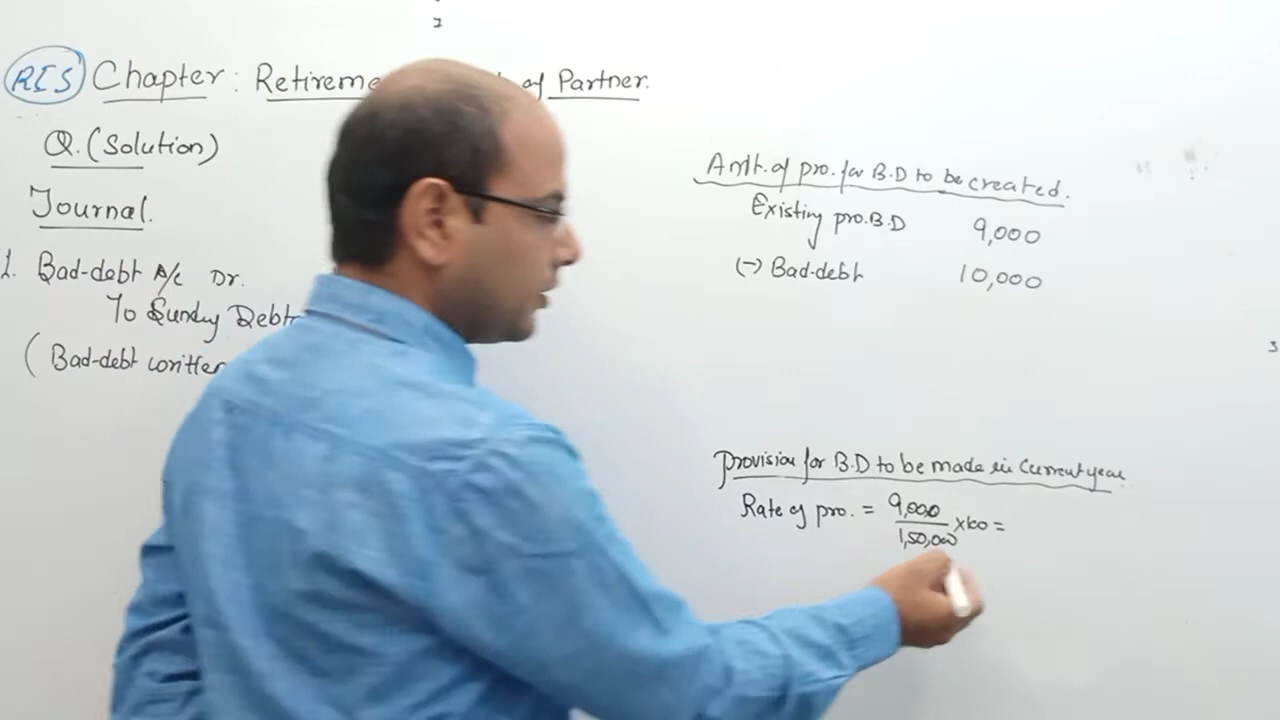 RIS Chapter: Retireme of Partner.
Q. (Solution)
Journal.
1. Bad-debt A/c Dr.
To Sundry Debt
(Bad-debt written
Amt. of pro. for B.D to be created.
Existing pro. B.D 9,000
(-) Bad-debt 10,000
Provision for B.D to be made in Current year
Rate of pro. = 9,000/1,50,000 x100 =